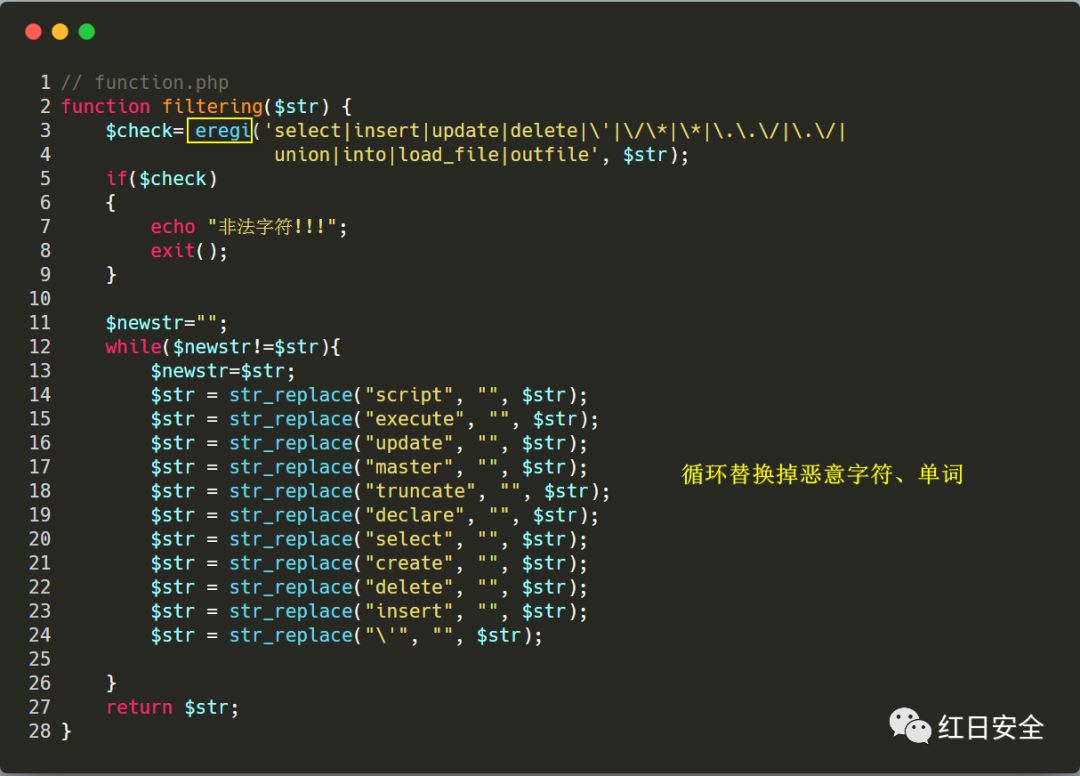 1 // function.php
2 function filtering($str) {
3     $check= eregi('select|insert|update|delete|\'|\/\*|\*|\.\.\/|\.\/|
4                    union|into|load_file|outfile', $str);
5     if($check)
6     {
7         echo "非法字符!!!";
8         exit();
9     }
10
11     $newstr="";
12     while($newstr!=$str){
13         $newstr=$str;
14         $str = str_replace("script", "", $str);
15         $str = str_replace("execute", "", $str);
16         $str = str_replace("update", "", $str);
17         $str = str_replace("master", "", $str);
18         $str = str_replace("truncate", "", $str);
19         $str = str_replace("declare", "", $str);
20         $str = str_replace("select", "", $str);
21         $str = str_replace("create", "", $str);
22         $str = str_replace("delete", "", $str);
23         $str = str_replace("insert", "", $str);
24         $str = str_replace("\'", "", $str);
25
26     }
27     return $str;
28 }
循环替换掉恶意字符、单词
红日安全